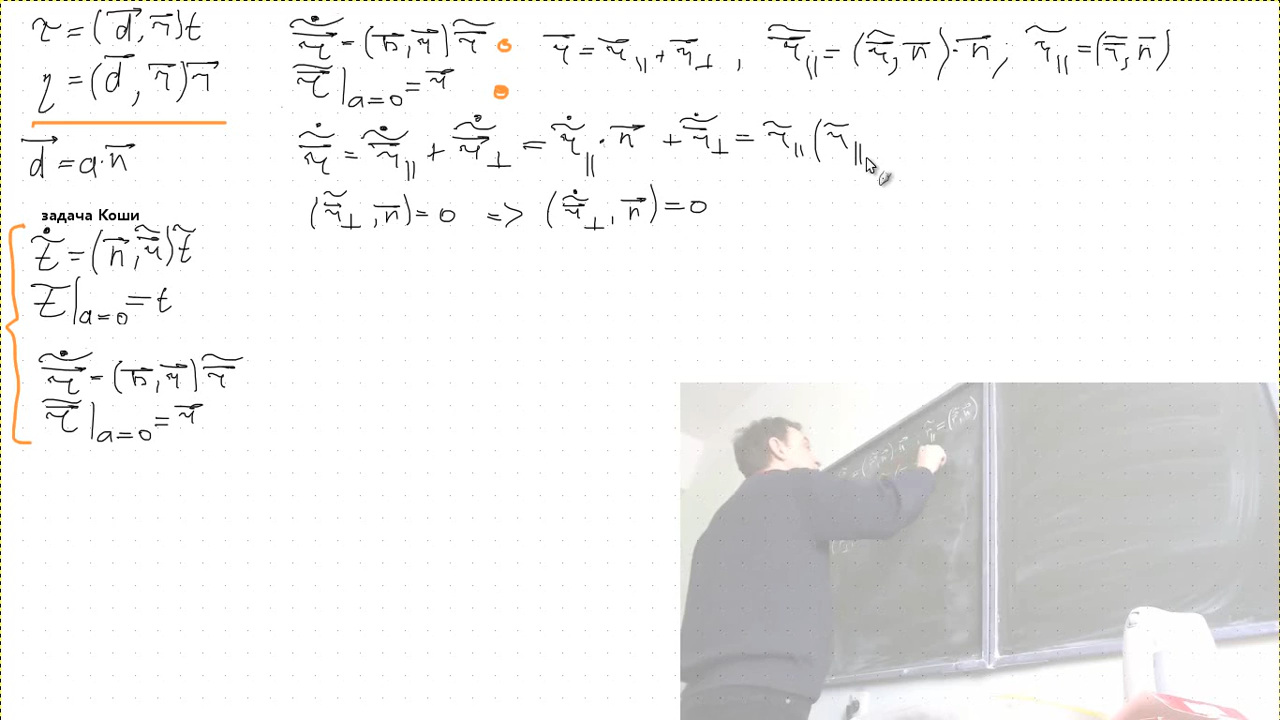 τ = (d⃗, r⃗)t
η = (d⃗, r⃗)r⃗
d⃗ = a·n⃗
задача Коши
ṫ̃ = (n⃗, r̃⃗)t̃
t̃|ₐ₌₀ = t
ṙ̃⃗ = (n⃗, r⃗)r̃⃗
r̃⃗|ₐ₌₀ = r⃗
ṙ̃⃗ = (n⃗, r⃗)r̃⃗
r̃⃗|ₐ₌₀ = r⃗
r⃗ = r⃗∥ + r⃗⊥ , r̃⃗∥ = (r̃⃗, n⃗)·n⃗, r̃∥ = (r̃⃗, n⃗)
ṙ̃⃗ = ṙ̃⃗∥ + ṙ̃⃗⊥ = ṙ̃∥·n⃗ + ṙ̃⃗⊥ = r̃∥(r̃∥
(r̃⃗⊥, n⃗) = 0 => (ṙ̃⃗⊥, n⃗) = 0